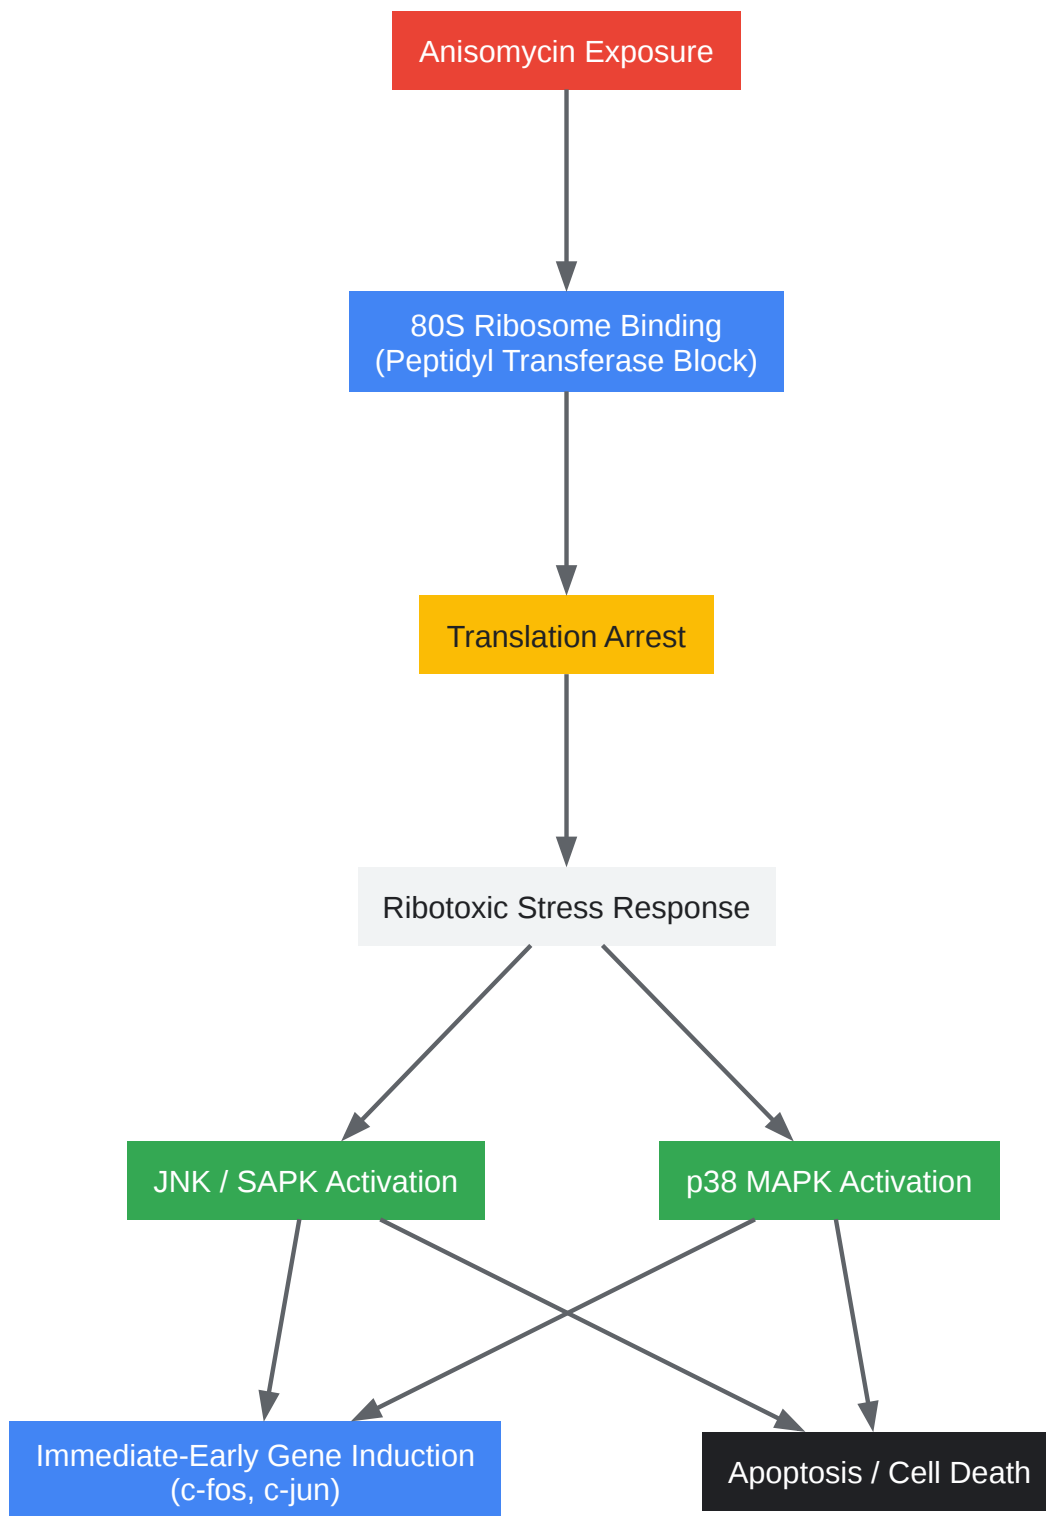 Anisomycin Exposure
80S Ribosome Binding
(Peptidyl Transferase Block)
Translation Arrest
Ribotoxic Stress Response
JNK / SAPK Activation
p38 MAPK Activation
Immediate-Early Gene Induction
(c-fos, c-jun)
Apoptosis / Cell Death